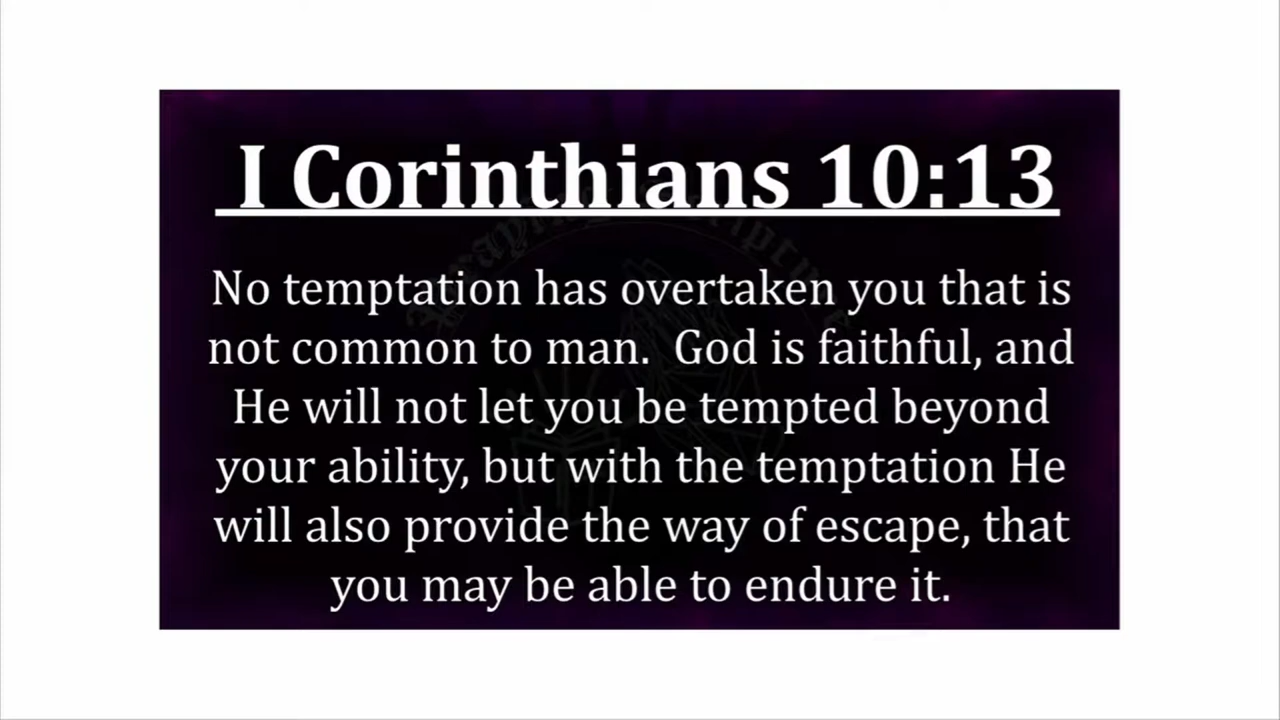 I Corinthians 10:13
No temptation has overtaken you that is
not common to man.  God is faithful, and
He will not let you be tempted beyond
your ability, but with the temptation He
will also provide the way of escape, that
you may be able to endure it.